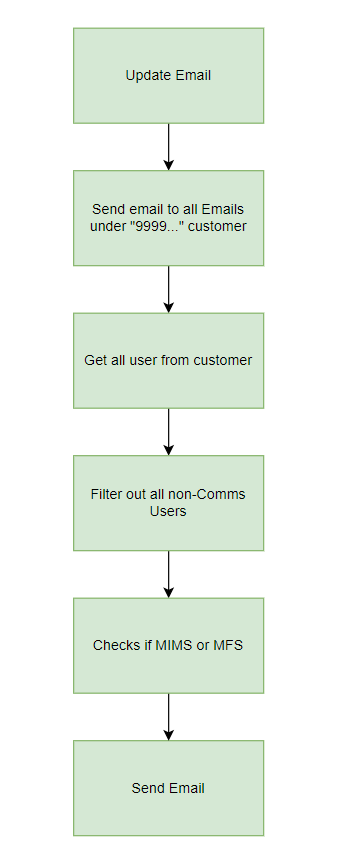 Update Email
Send email to all Emails
under "9999..." customer
Get all user from customer
Filter out all non-Comms
Users
Checks if MIMS or MFS
Send Email